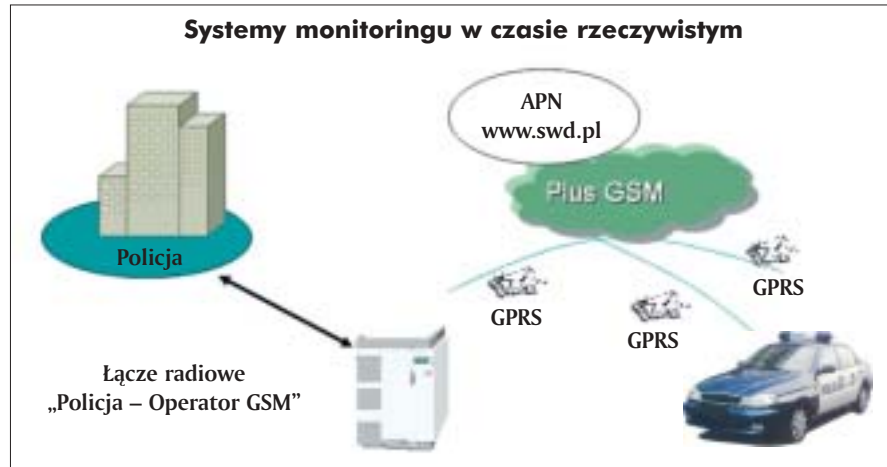 Systemy monitoringu w czasie rzeczywistym
APN
www.swd.pl
Plus GSM
Policja
GPRS
GPRS
GPRS
Łącze radiowe
„Policja – Operator GSM”